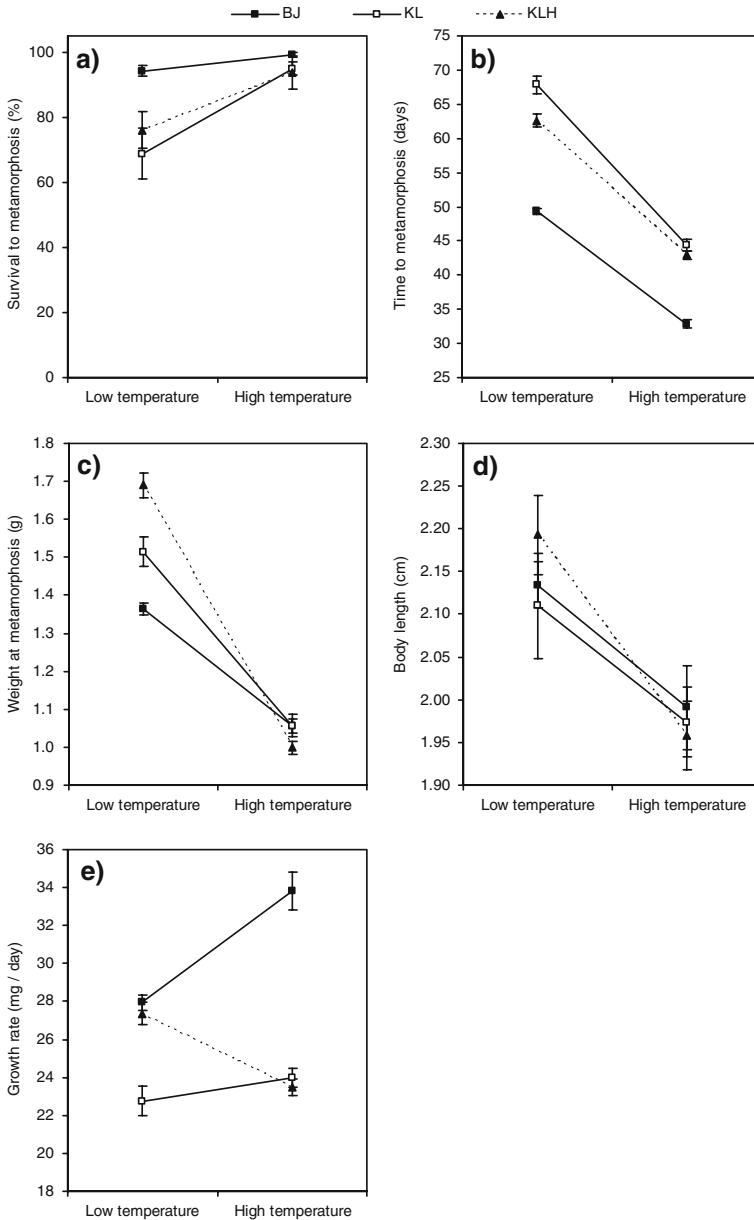 BJ KL KLH
a)
Survival to metamorphosis (%)
100
80
60
40
20
0
Low temperature High temperature
b)
Time to metamorphosis (days)
75
70
65
60
55
50
45
40
35
30
25
Low temperature High temperature
c)
Weight at metamorphosis (g)
1.8
1.7
1.6
1.5
1.4
1.3
1.2
1.1
1.0
0.9
Low temperature High temperature
d)
Body length (cm)
2.30
2.25
2.20
2.15
2.10
2.05
2.00
1.95
1.90
Low temperature High temperature
e)
Growth rate (mg / day)
36
34
32
30
28
26
24
22
20
18
Low temperature High temperature